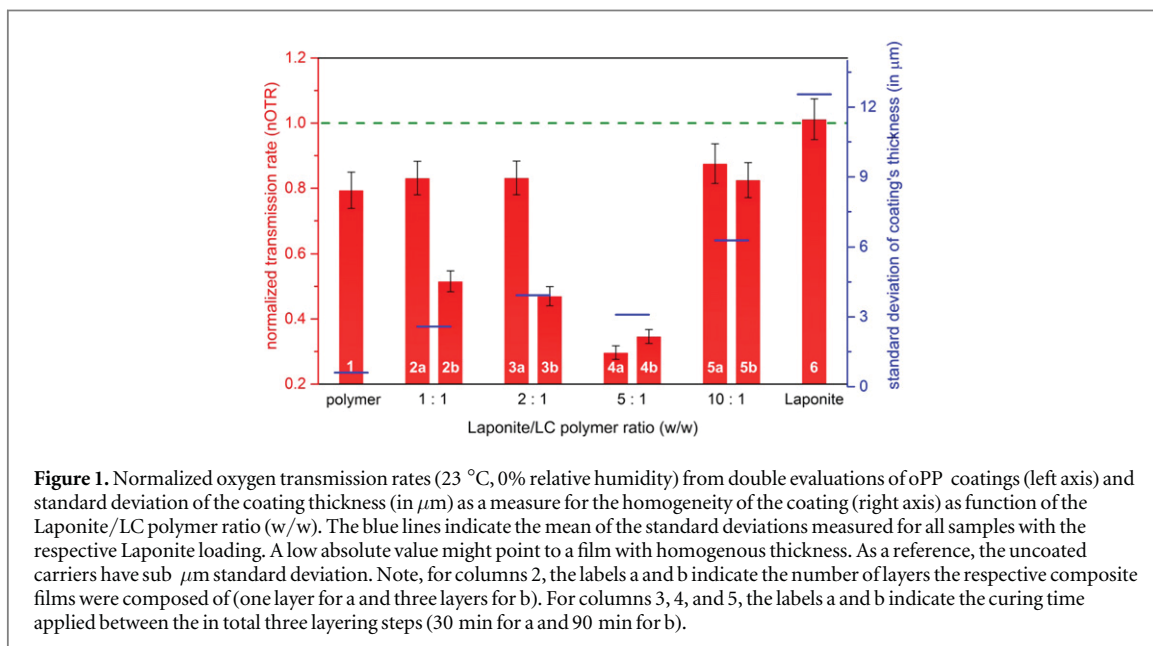 normalized transmission rate (nOTR)
1.2
1.0
0.8
0.6
0.4
0.2
1
2a
2b
3a
3b
4a
4b
5a
5b
6
polymer
1 : 1
2 : 1
5 : 1
10 : 1
Laponite
Laponite/LC polymer ratio (w/w)
12
9
6
3
0
standard deviation of coating's thickness (in μm)
Figure 1. Normalized oxygen transmission rates (23 °C, 0% relative humidity) from double evaluations of oPP coatings (left axis) and
standard deviation of the coating thickness (in μm) as a measure for the homogeneity of the coating (right axis) as function of the
Laponite/LC polymer ratio (w/w). The blue lines indicate the mean of the standard deviations measured for all samples with the
respective Laponite loading. A low absolute value might point to a film with homogenous thickness. As a reference, the uncoated
carriers have sub μm standard deviation. Note, for columns 2, the labels a and b indicate the number of layers the respective composite
films were composed of (one layer for a and three layers for b). For columns 3, 4, and 5, the labels a and b indicate the curing time
applied between the in total three layering steps (30 min for a and 90 min for b).